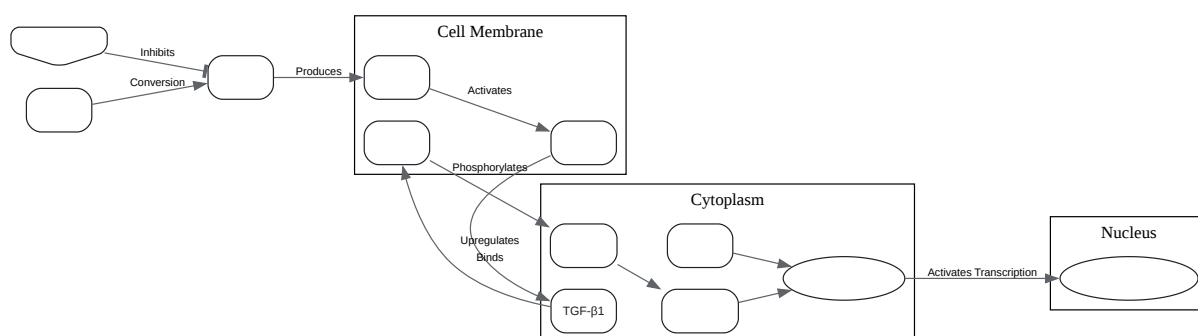 Cell Membrane
Inhibits
Conversion
Produces
Activates
Phosphorylates
Cytoplasm
Upregulates
Binds
TGF-β1
Nucleus
Activates Transcription